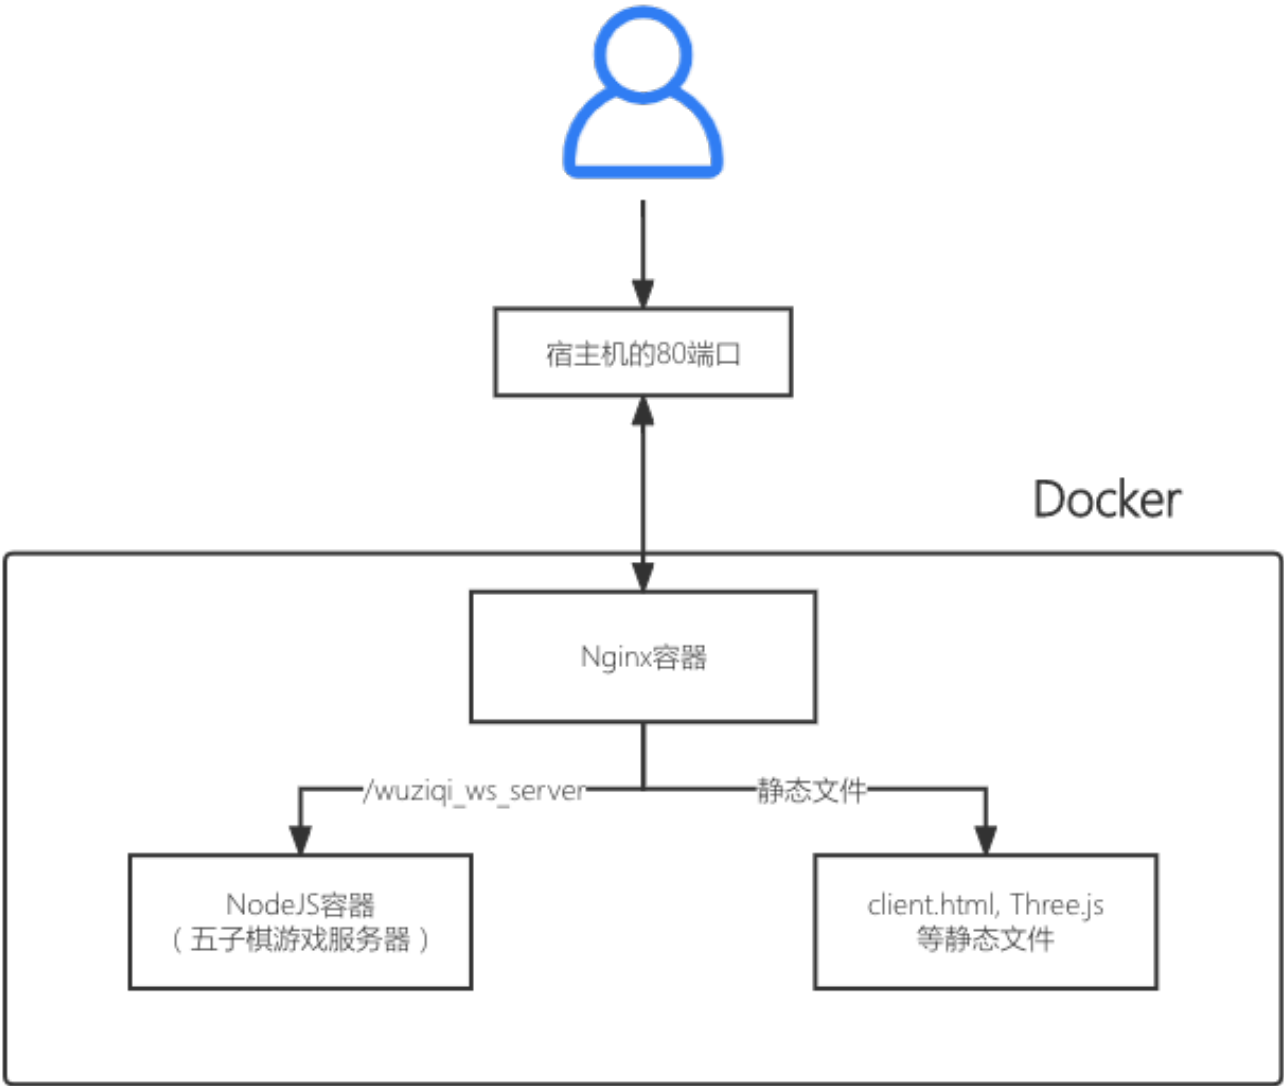 宿主机的80端口
Docker
Nginx容器
/wuziqi_ws_server
静态文件
NodeJS容器
（五子棋游戏服务器）
client.html, Three.js
等静态文件